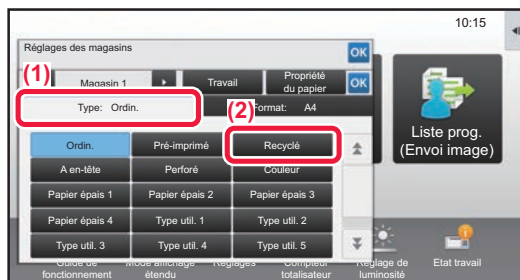 10:15
Réglages des magasins
OK
(1)
Magasin 1
Travail
Propriété
du papier
OK
Type: Ordin.
(2)
Format: A4
Ordin.
Pré-imprimé
Recyclé
A en-tête
Perforé
Couleur
Papier épais 1
Papier épais 2
Papier épais 3
Papier épais 4
Type util. 1
Type util. 2
Type util. 3
Type util. 4
Type util. 5
Liste prog.
(Envoi image)
Guide de
fonctionnement
Mode affichage
étendu
Réglages
Compteur
totalisateur
Réglage de
luminosité
Etat travail